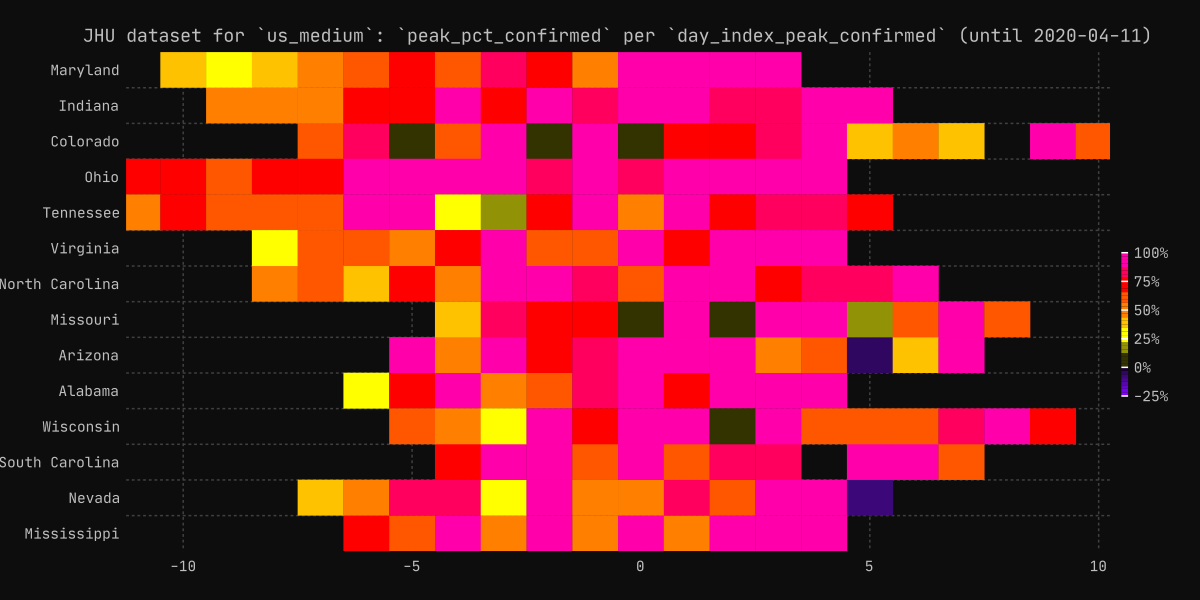 JHU dataset for `us_medium`: `peak_pct_confirmed` per `day_index_peak_confirmed` (until 2020-04-11)
Maryland
Indiana
Colorado
Ohio
Tennessee
Virginia
North Carolina
Missouri
Arizona
Alabama
Wisconsin
South Carolina
Nevada
Mississippi
−10
−5
0
5
10
100%
75%
50%
25%
0%
−25%